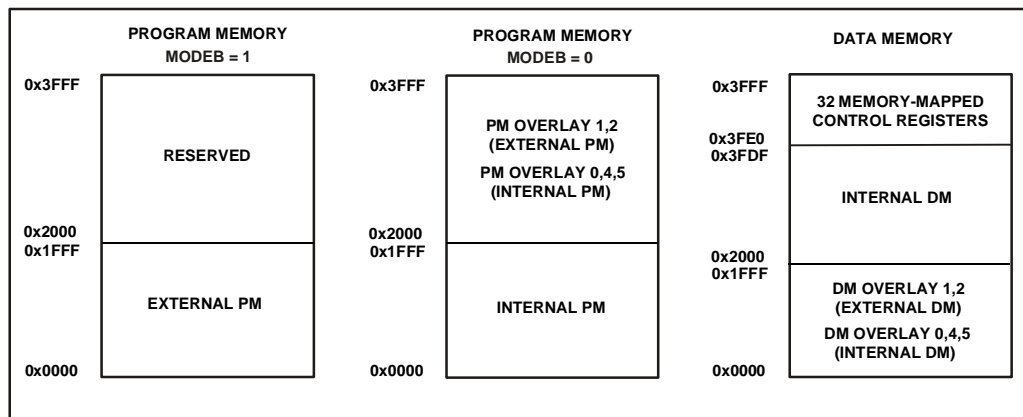 PROGRAM MEMORY
MODEB = 1
0x3FFF
RESERVED
0x2000
0x1FFF
EXTERNAL PM
0x0000
PROGRAM MEMORY
MODEB = 0
0x3FFF
PM OVERLAY 1,2
(EXTERNAL PM)
PM OVERLAY 0,4,5
(INTERNAL PM)
0x2000
0x1FFF
INTERNAL PM
0x0000
DATA MEMORY
0x3FFF
32 MEMORY-MAPPED
CONTROL REGISTERS
0x3FE0
0x3FDF
INTERNAL DM
0x2000
0x1FFF
DM OVERLAY 1,2
(EXTERNAL DM)
DM OVERLAY 0,4,5
(INTERNAL DM)
0x0000